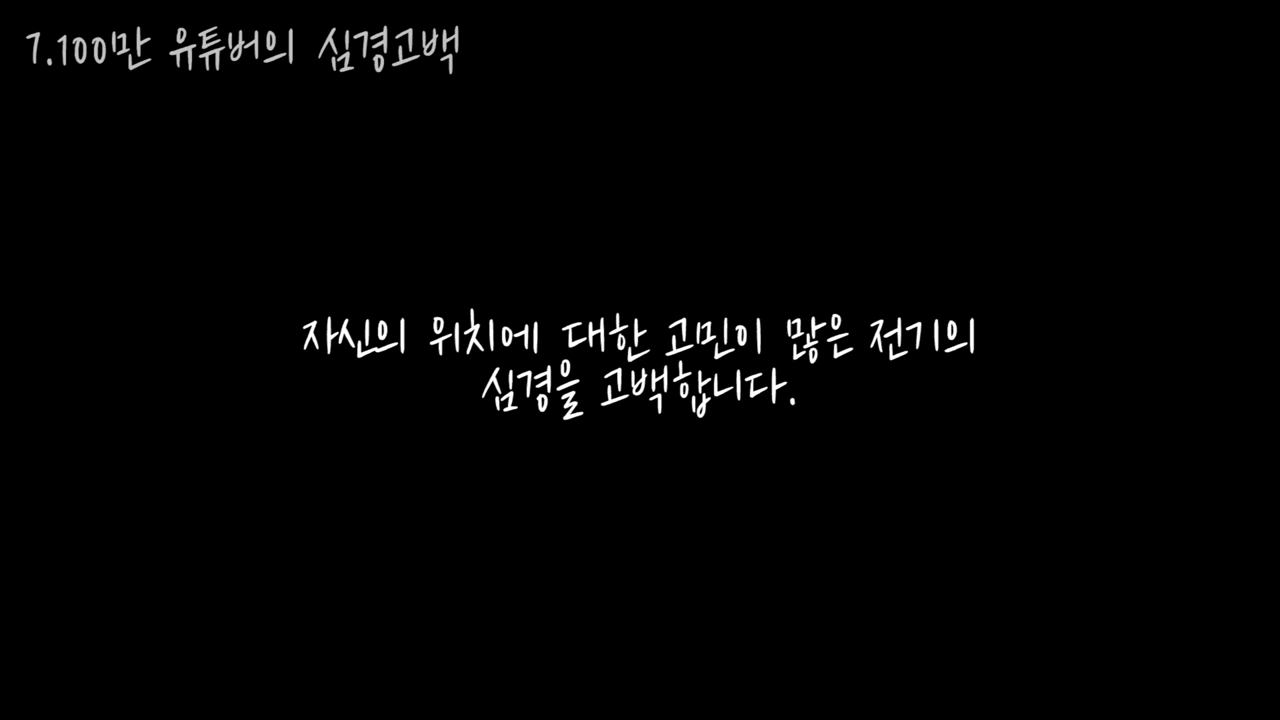 7.100만 유튜버의 심경고백
자신의 위치에 대한 고민이 많은 전기의
심경을 고백합니다.